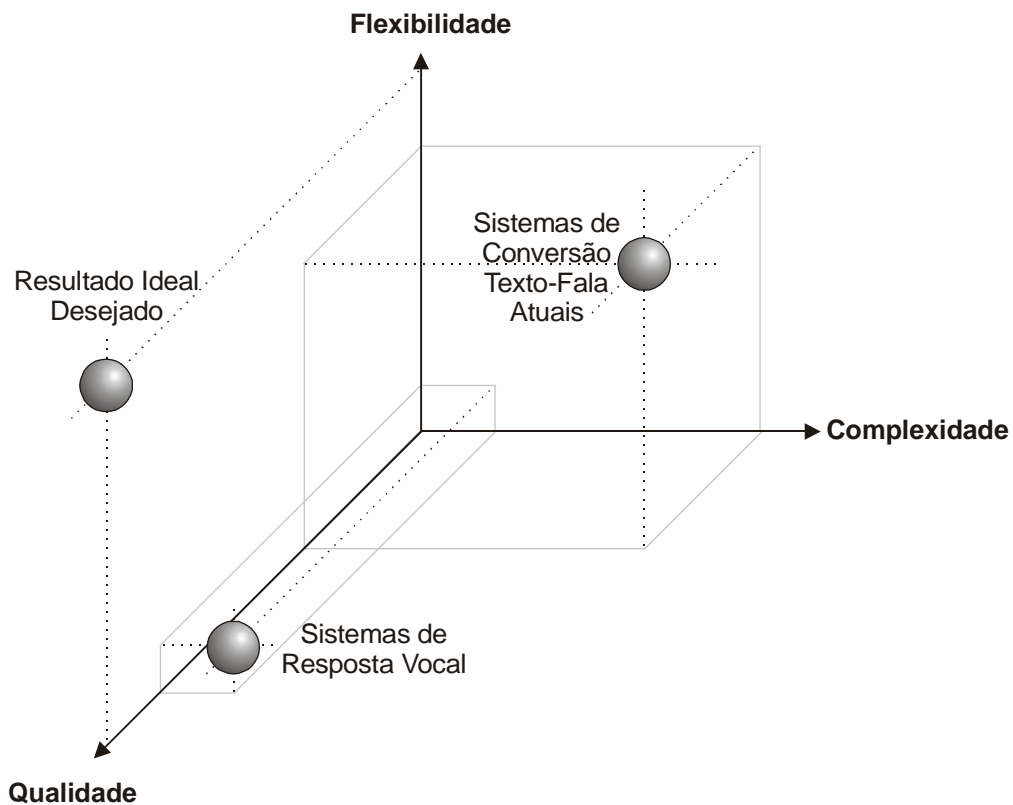 Flexibilidade
Sistemas de
Conversão
Texto-Fala
Atuais
Resultado Ideal
Desejado
Complexidade
Sistemas de
Resposta Vocal
Qualidade